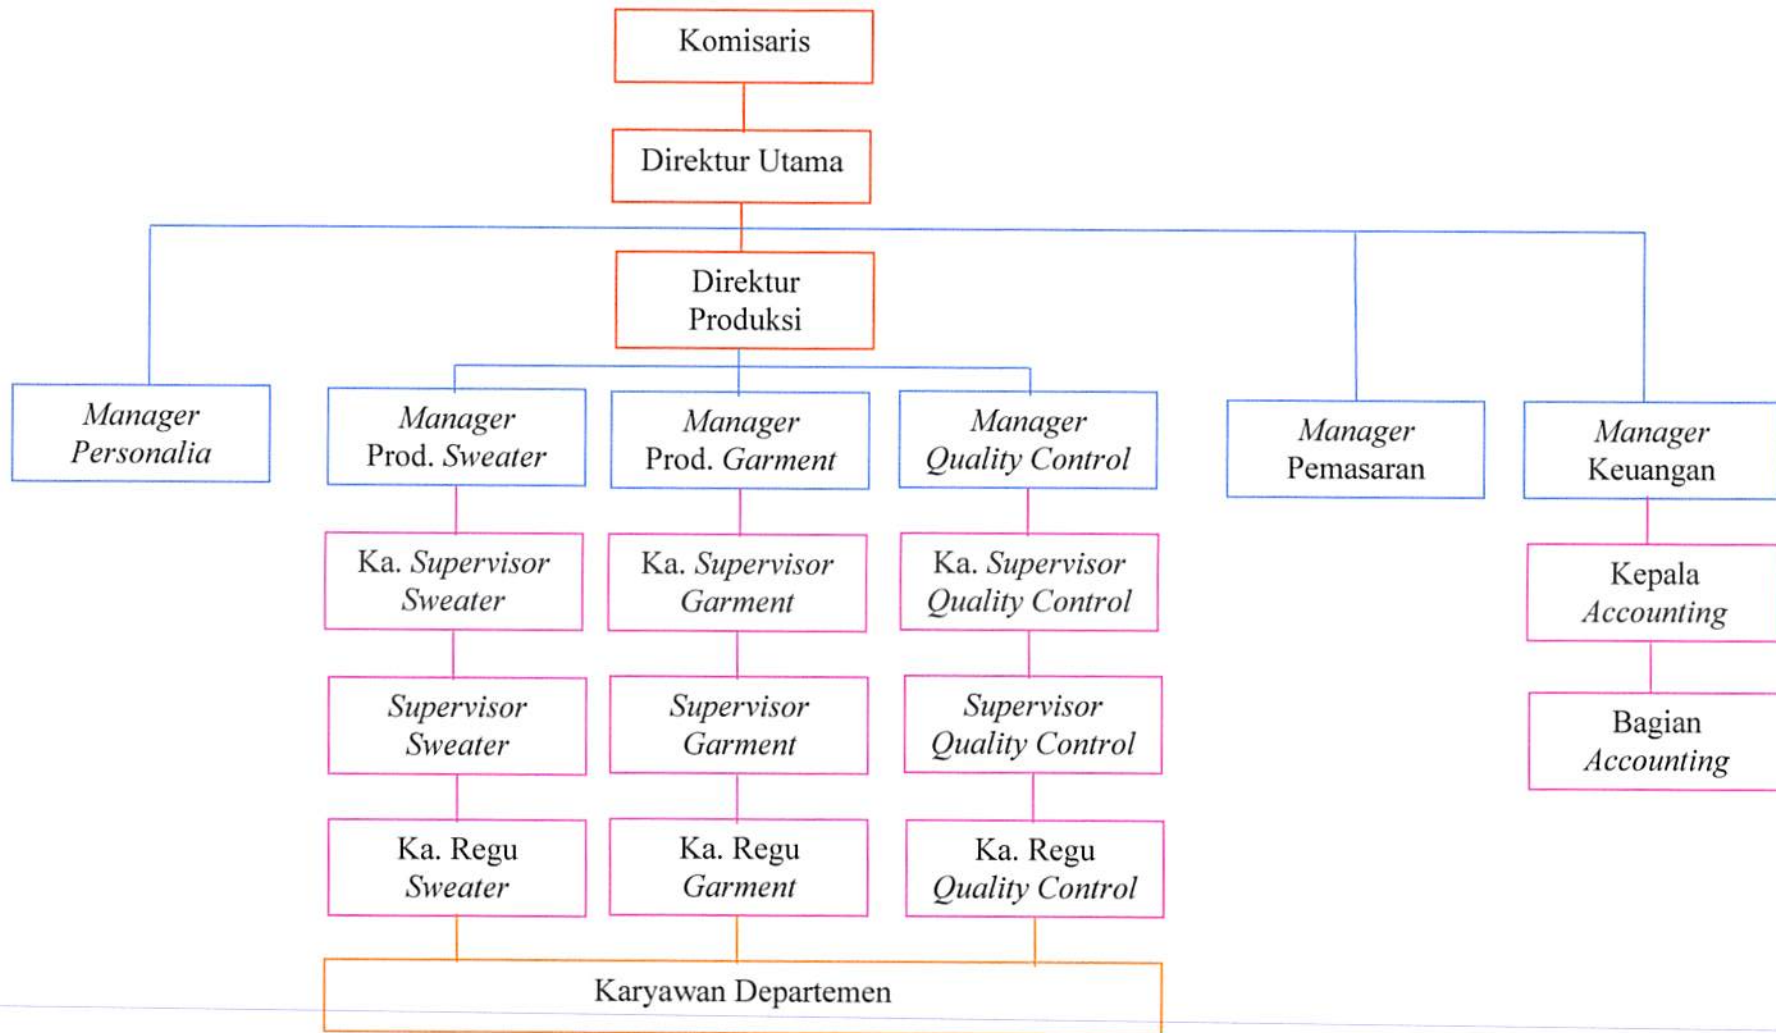 Komisaris
Direktur Utama
Direktur
Produksi
Manager
Personalia
Manager
Prod. Sweater
Manager
Prod. Garment
Manager
Quality Control
Manager
Pemasaran
Manager
Keuangan
Ka. Supervisor
Sweater
Ka. Supervisor
Garment
Ka. Supervisor
Quality Control
Kepala
Accounting
Supervisor
Sweater
Supervisor
Garment
Supervisor
Quality Control
Bagian
Accounting
Ka. Regu
Sweater
Ka. Regu
Garment
Ka. Regu
Quality Control
Karyawan Departemen